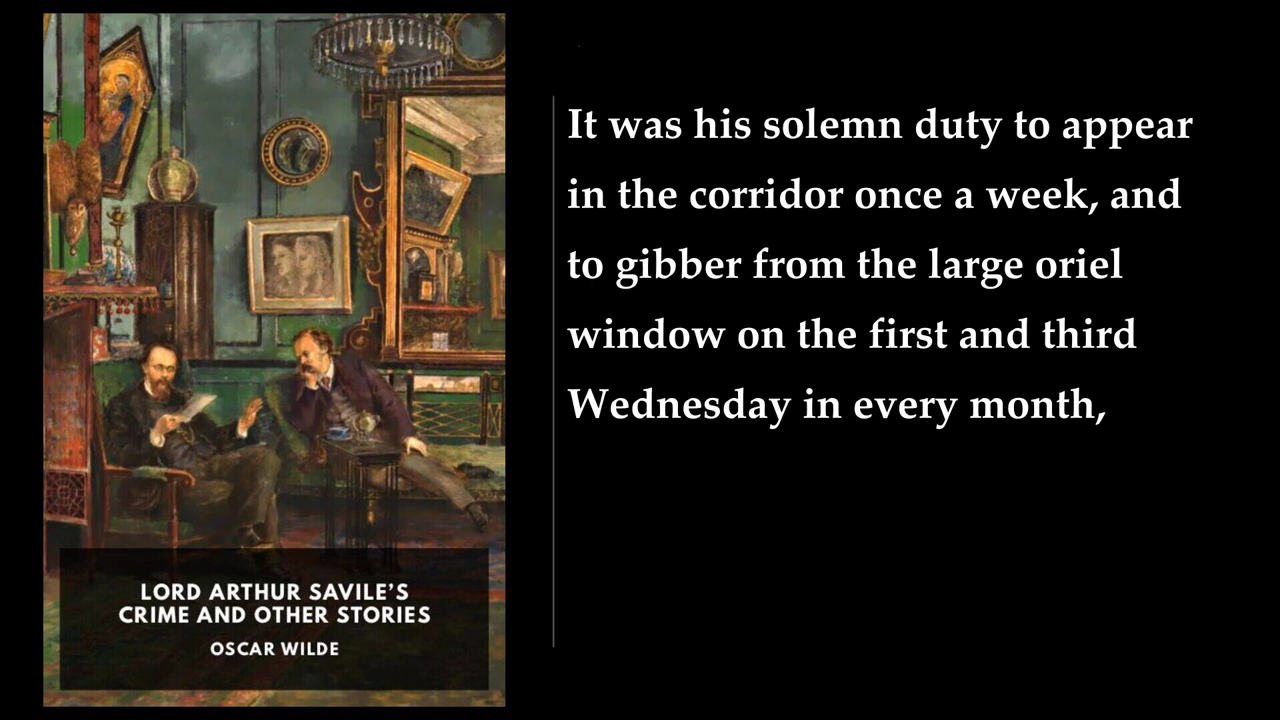 It was his solemn duty to appear
in the corridor once a week, and
to gibber from the large oriel
window on the first and third
Wednesday in every month,
LORD ARTHUR SAVILE'S
CRIME AND OTHER STORIES
OSCAR WILDE